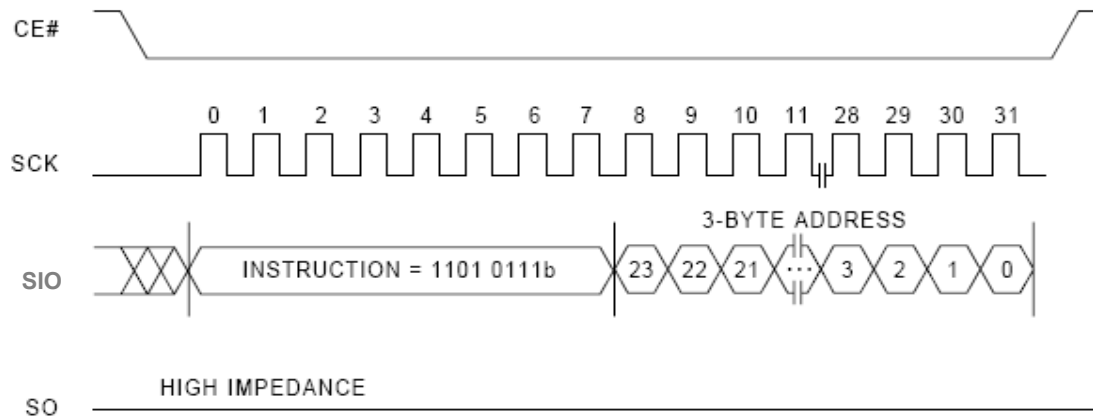 CE#
0 1 2 3 4 5 6 7 8 9 10 11 28 29 30 31
SCK
3-BYTE ADDRESS
SIO
INSTRUCTION = 1101 0111b 23 22 21 ... 3 2 1 0
HIGH IMPEDANCE
SO